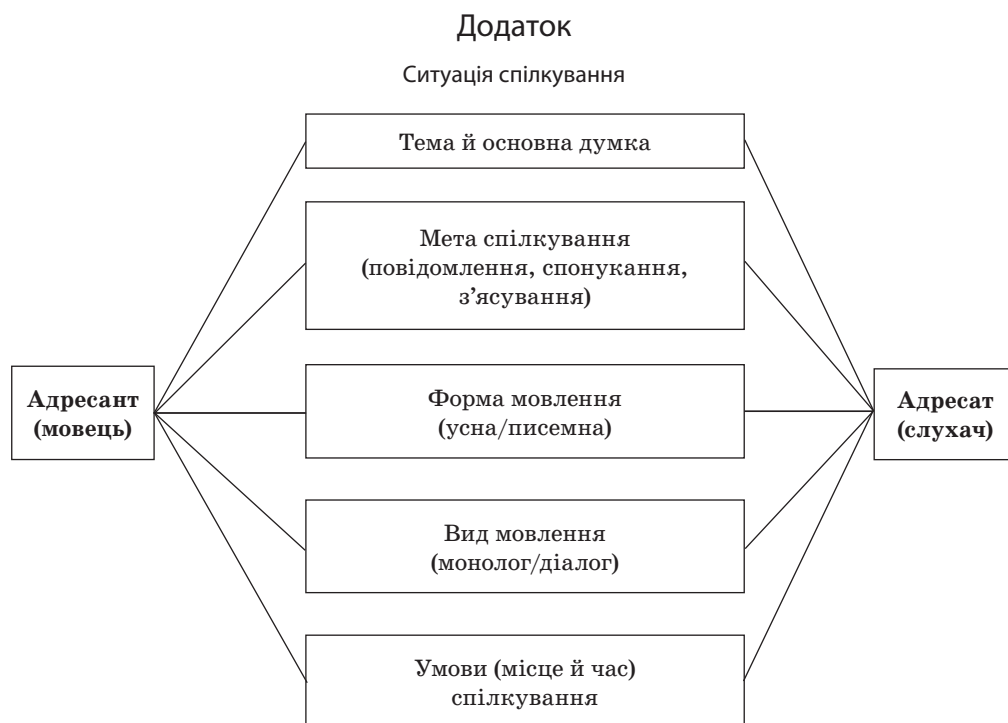 Додаток
Ситуація спілкування
Тема й основна думка
Мета спілкування
(повідомлення, спонукання,
з’ясування)
Адресант
(мовець)
Форма мовлення
(усна/писемна)
Адресат
(слухач)
Вид мовлення
(монолог/діалог)
Умови (місце й час)
спілкування